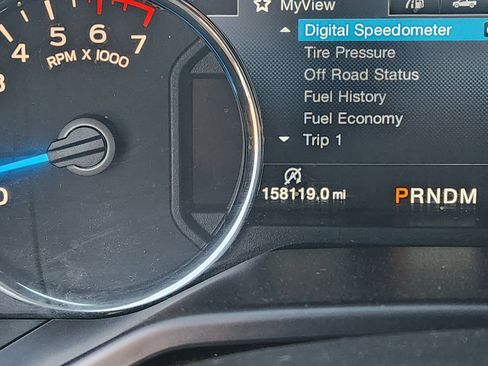 MyView
Digital Speedometer
Tire Pressure
Off Road Status
Fuel History
Fuel Economy
Trip 1
5 6 7
RPM X 1000
0
158119.0 mi
PRNDM